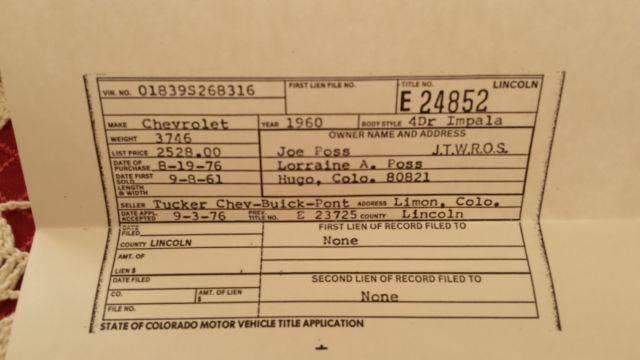 VIN. NO. 01839S268316 FIRST LIEN FILE NO. TITLE NO. LINCOLN
E 24852
MAKE Chevrolet YEAR 1960 BODY STYLE 4Dr Impala
WEIGHT 3746 OWNER NAME AND ADDRESS
LIST PRICE 2528.00 Joe Poss J.T.W.R.O.S.
DATE OF PURCHASE 8-19-76 Lorraine A. Poss
DATE FIRST SOLD 9-8-61 Hugo, Colo. 80821
LENGTH & WIDTH
SELLER Tucker Chev-Buick-Pont ADDRESS Limon, Colo.
DATE APPL. ACCEPTED 9-3-76 PREV. TITLE NO. E 23725 COUNTY Lincoln
DATE FILED FIRST LIEN OF RECORD FILED TO
COUNTY LINCOLN None
AMT. OF
LIEN $
DATE FILED SECOND LIEN OF RECORD FILED TO
CO. AMT. OF LIEN $ None
FILE NO.
STATE OF COLORADO MOTOR VEHICLE TITLE APPLICATION